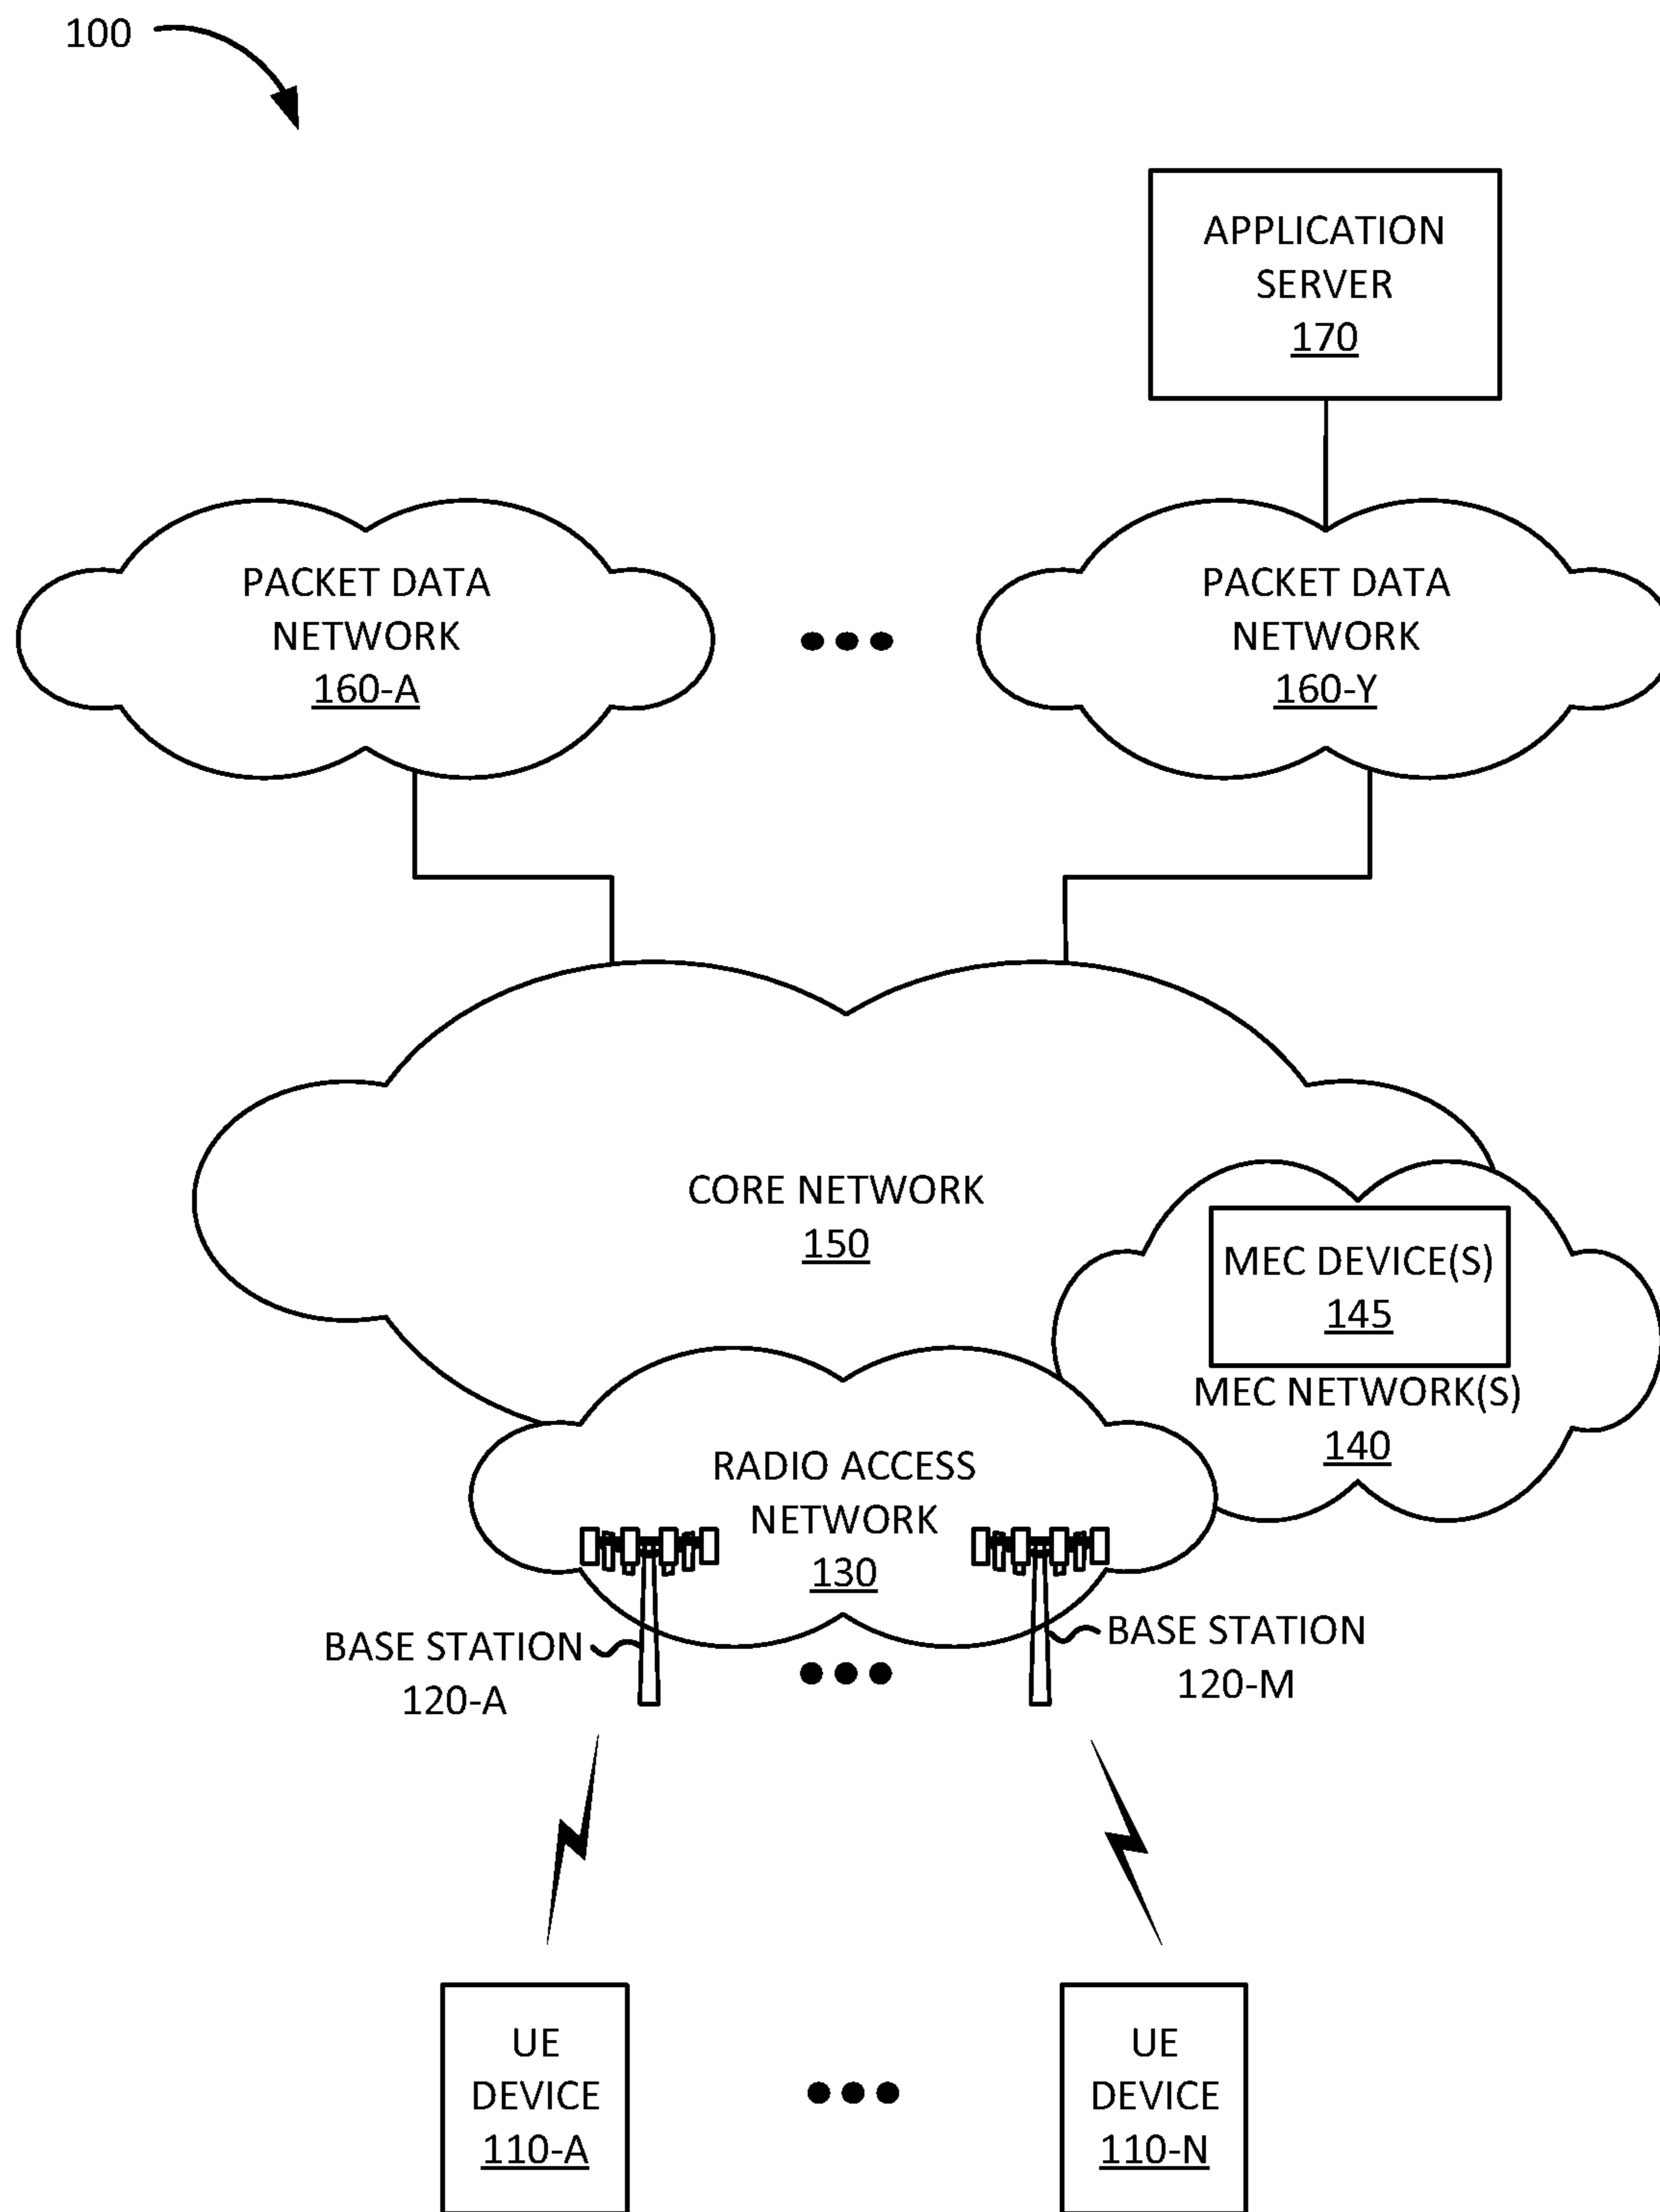 100
APPLICATION
SERVER
170
PACKET DATA
NETWORK
160-A
PACKET DATA
NETWORK
160-Y
CORE NETWORK
150
MEC DEVICE(S)
145
MEC NETWORK(S)
140
RADIO ACCESS
NETWORK
130
BASE STATION
120-A
BASE STATION
120-M
UE
DEVICE
110-A
UE
DEVICE
110-N